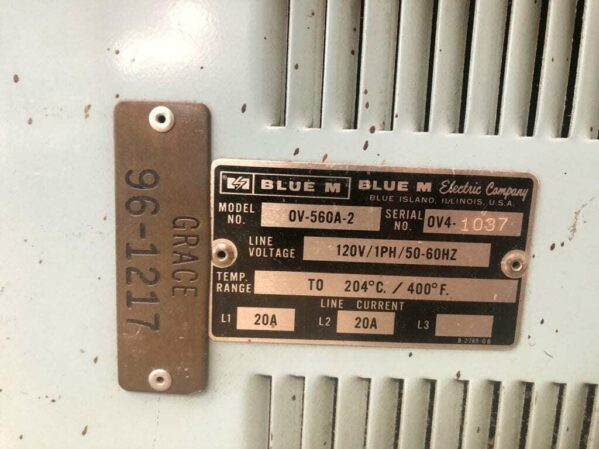 GRACE
96-1217
BLUE M BLUE M Electric Company
BLUE ISLAND, ILLINOIS, U.S.A.
MODEL NO. OV-560A-2 SERIAL NO. OV4-1037
LINE VOLTAGE 120V/1PH/50-60HZ
TEMP. RANGE TO 204°C. / 400°F.
LINE CURRENT
L1 20A L2 20A L3